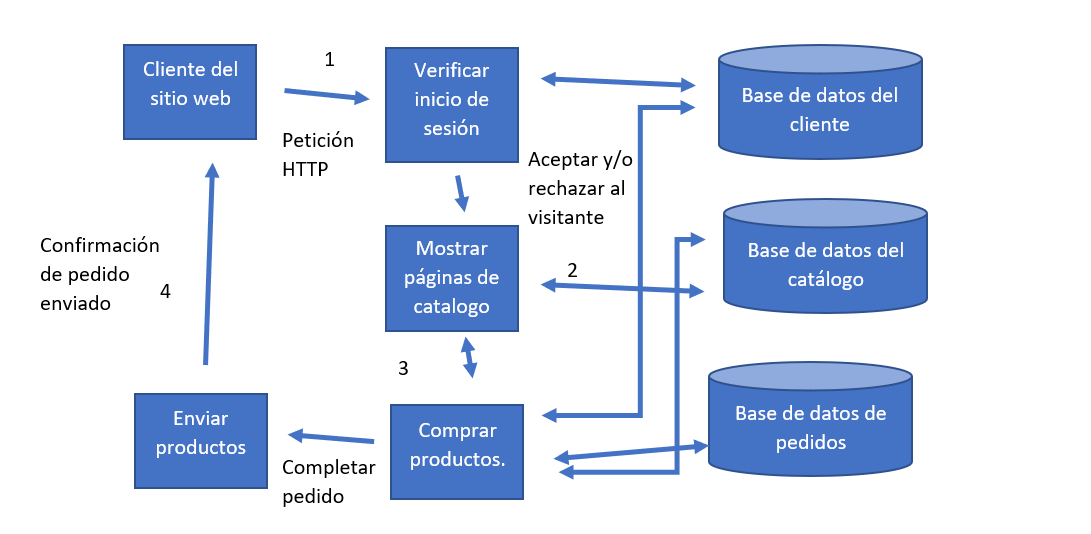 Cliente del
sitio web
1
Petición
HTTP
Verificar
inicio de
sesión
Aceptar y/o
rechazar al
visitante
Base de datos del
cliente
Mostrar
páginas de
catalogo
2
Base de datos del
catálogo
3
Comprar
productos.
Base de datos de
pedidos
Completar
pedido
Enviar
productos
Confirmación
de pedido
enviado
4